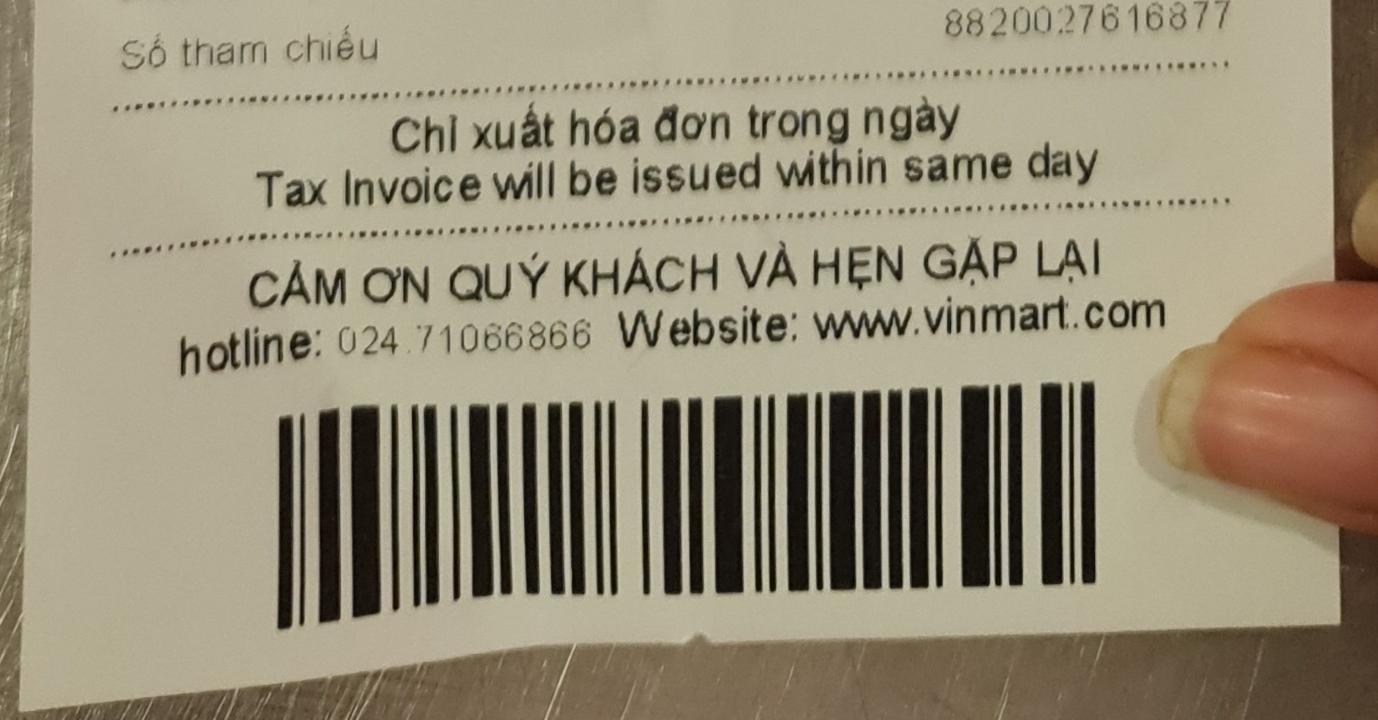 Số tham chiếu 8820027616877
Chỉ xuất hóa đơn trong ngày
Tax Invoice will be issued within same day
CẢM ƠN QUÝ KHÁCH VÀ HẸN GẶP LẠI
hotline: 024.71066866 Website: www.vinmart.com